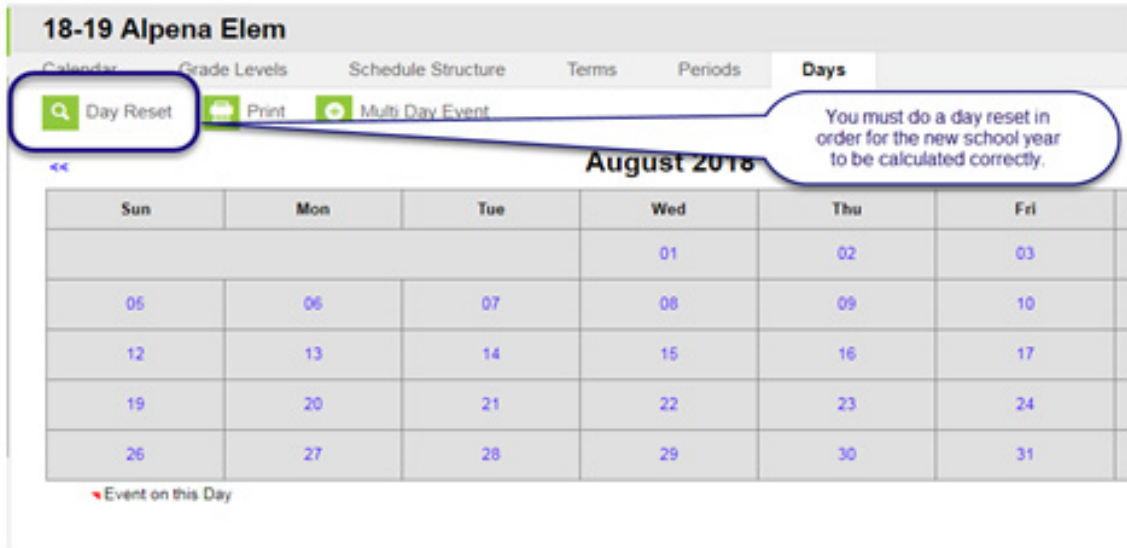 18-19 Alpena Elem
Calendar Grade Levels Schedule Structure Terms Periods Days
Day Reset Print Multi Day Event
You must do a day reset in
order for the new school year
to be calculated correctly.
<< August 2018
Sun Mon Tue Wed Thu Fri
01 02 03
05 06 07 08 09 10
12 13 14 15 16 17
19 20 21 22 23 24
26 27 28 29 30 31
Event on this Day